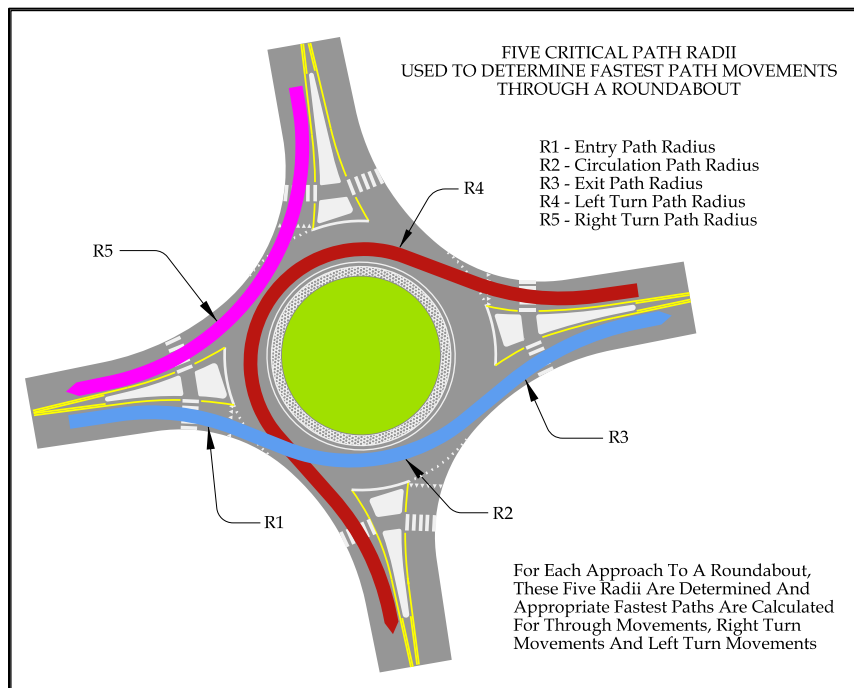 FIVE CRITICAL PATH RADII
USED TO DETERMINE FASTEST PATH MOVEMENTS
THROUGH A ROUNDABOUT
R1 - Entry Path Radius
R2 - Circulation Path Radius
R3 - Exit Path Radius
R4 - Left Turn Path Radius
R5 - Right Turn Path Radius
R4
R5
R3
R2
R1
For Each Approach To A Roundabout,
These Five Radii Are Determined And
Appropriate Fastest Paths Are Calculated
For Through Movements, Right Turn
Movements And Left Turn Movements